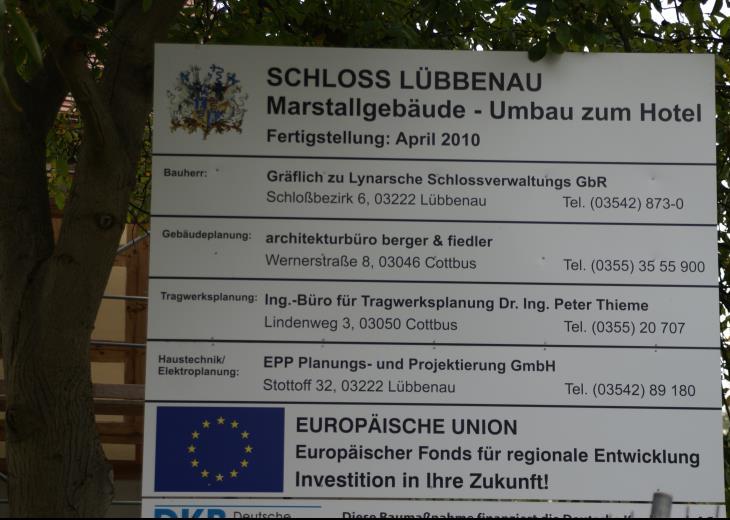 SCHLOSS LÜBBENAU
Marstallgebäude - Umbau zum Hotel
Fertigstellung: April 2010
Bauherr: Gräflich zu Lynarsche Schlossverwaltungs GbR
Schloßbezirk 6, 03222 Lübbenau Tel. (03542) 873-0
Gebäudeplanung: architekturbüro berger & fiedler
Wernerstraße 8, 03046 Cottbus Tel. (0355) 35 55 900
Tragwerksplanung: Ing.-Büro für Tragwerksplanung Dr. Ing. Peter Thieme
Lindenweg 3, 03050 Cottbus Tel. (0355) 20 707
Haustechnik/ EPP Planungs- und Projektierung GmbH
Elektroplanung:
Stottoff 32, 03222 Lübbenau Tel. (03542) 89 180
EUROPÄISCHE UNION
Europäischer Fonds für regionale Entwicklung
Investition in Ihre Zukunft!
DKB Deutsche Diese Baumaßnahme finanziert die